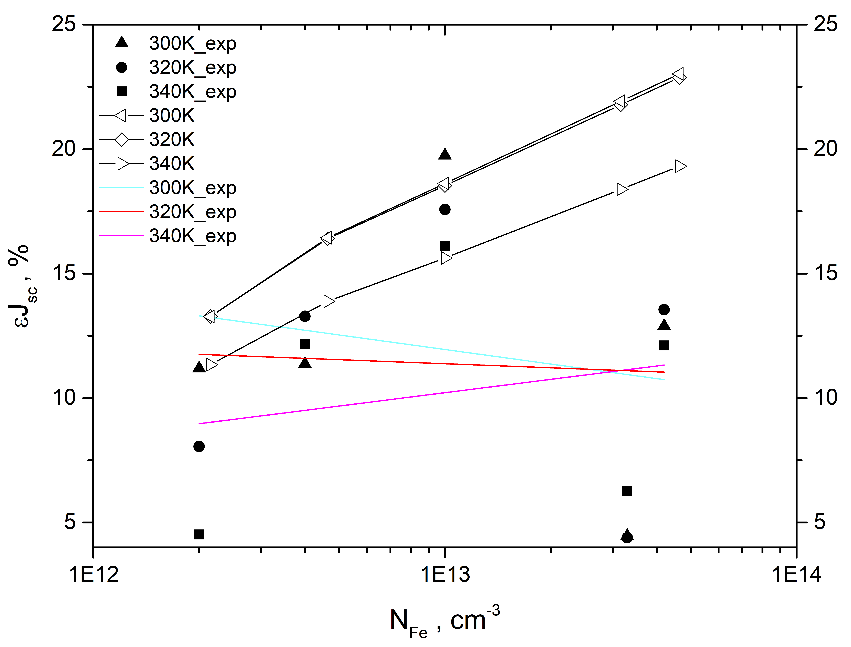 25
20
15
10
5
εJsc , %
300K_exp
320K_exp
340K_exp
300K
320K
340K
300K_exp
320K_exp
340K_exp
25
20
15
10
5
1E12
1E13
1E14
NFe , cm-3